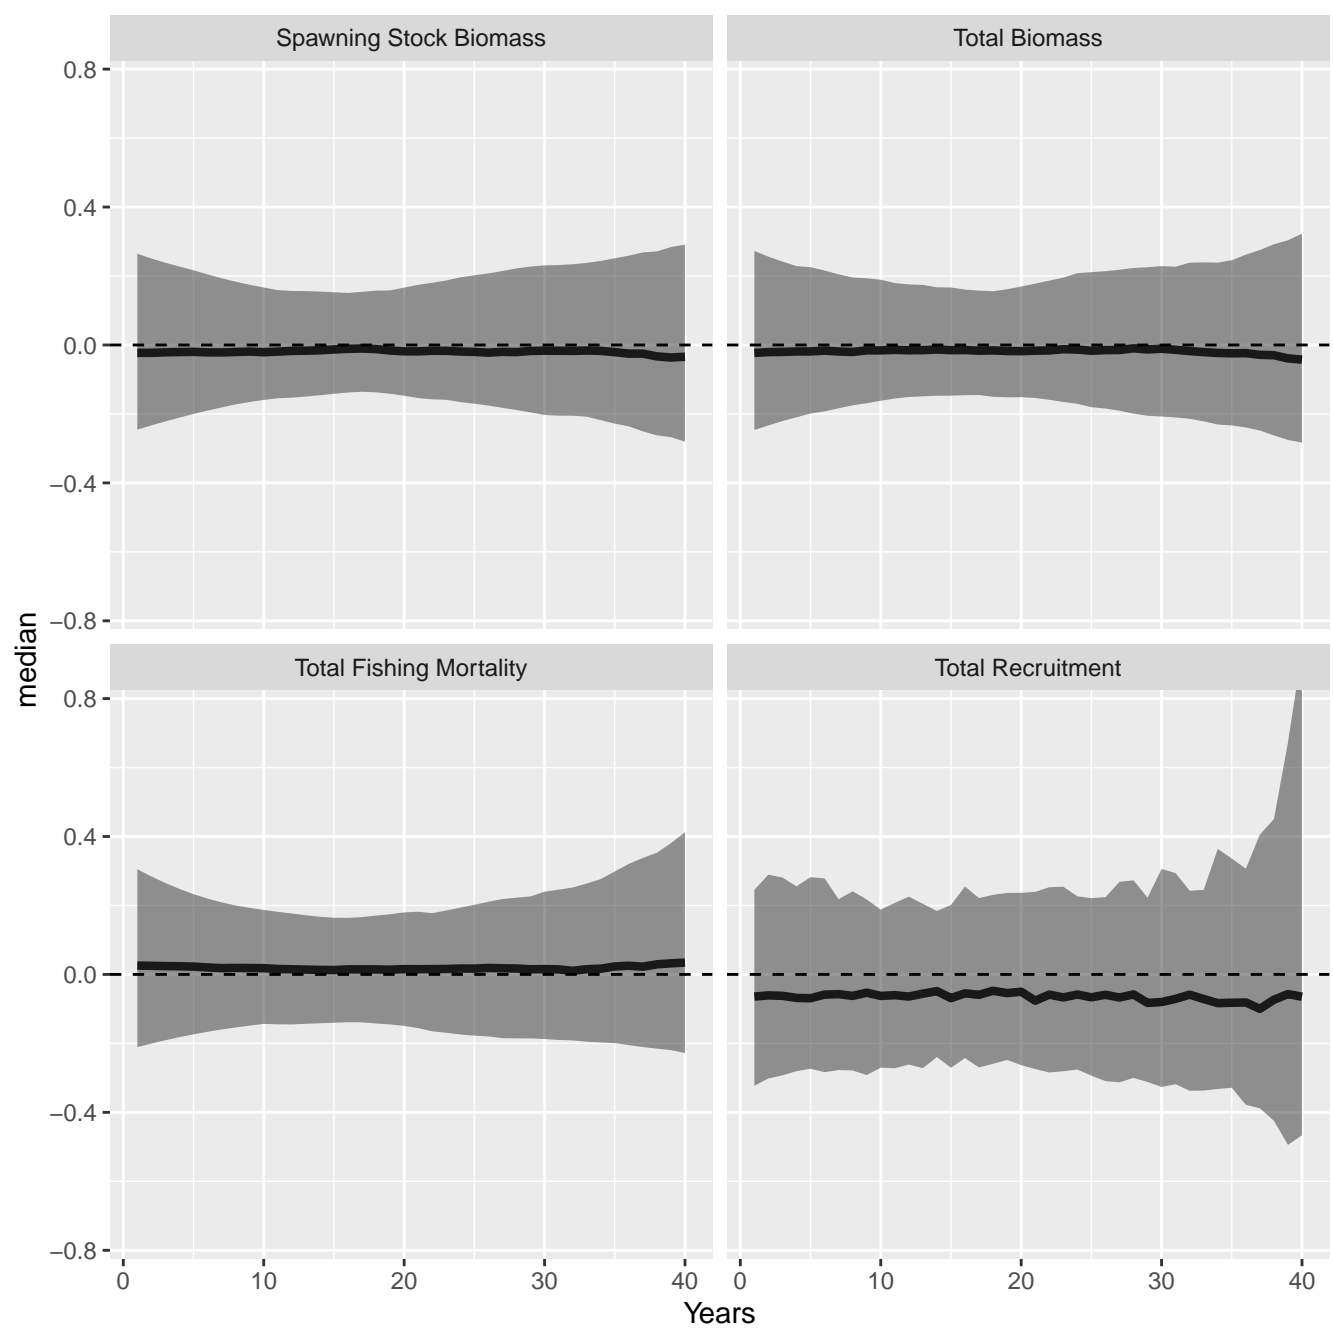 Spawning Stock Biomass
Total Biomass
0.8
0.4
0.0
−0.4
−0.8
median
Total Fishing Mortality
Total Recruitment
0.8
0.4
0.0
−0.4
−0.8
0 10 20 30 40
0 10 20 30 40
Years